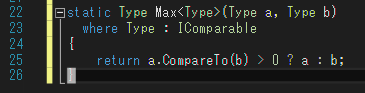 22 static Type Max<Type>(Type a, Type b)
23 where Type : IComparable
24 {
25 return a.CompareTo(b) > 0 ? a : b;
26